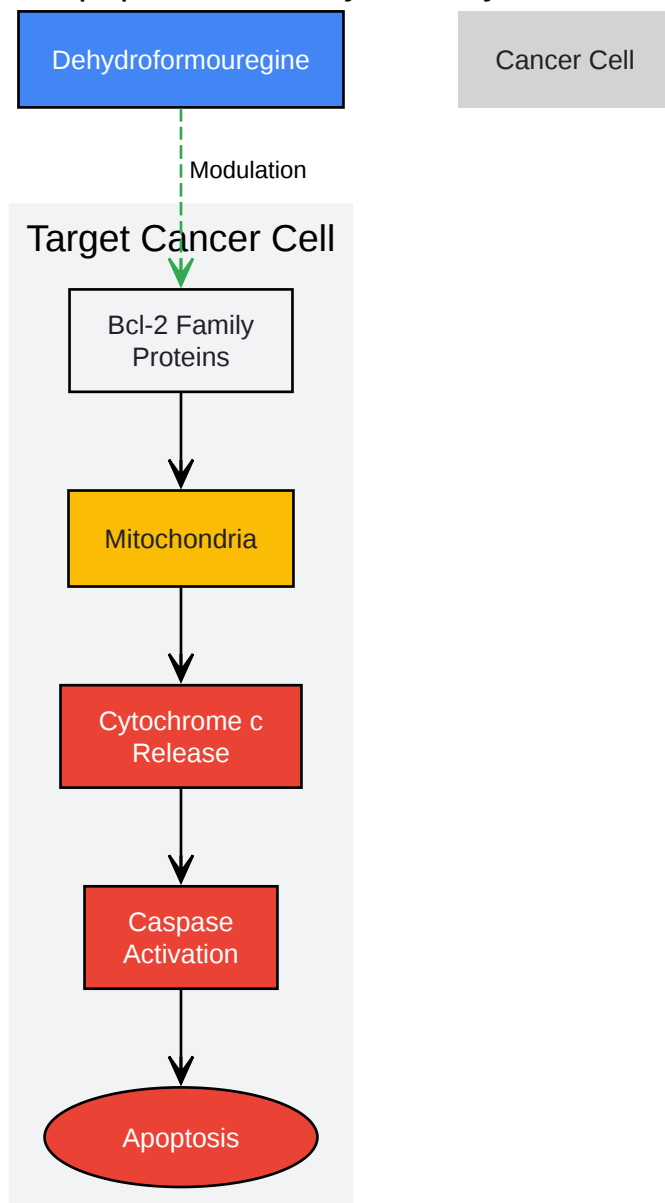 Dehydroformouregine
Cancer Cell
Modulation
Target Cancer Cell
Bcl-2 Family
Proteins
Mitochondria
Cytochrome c
Release
Caspase
Activation
Apoptosis